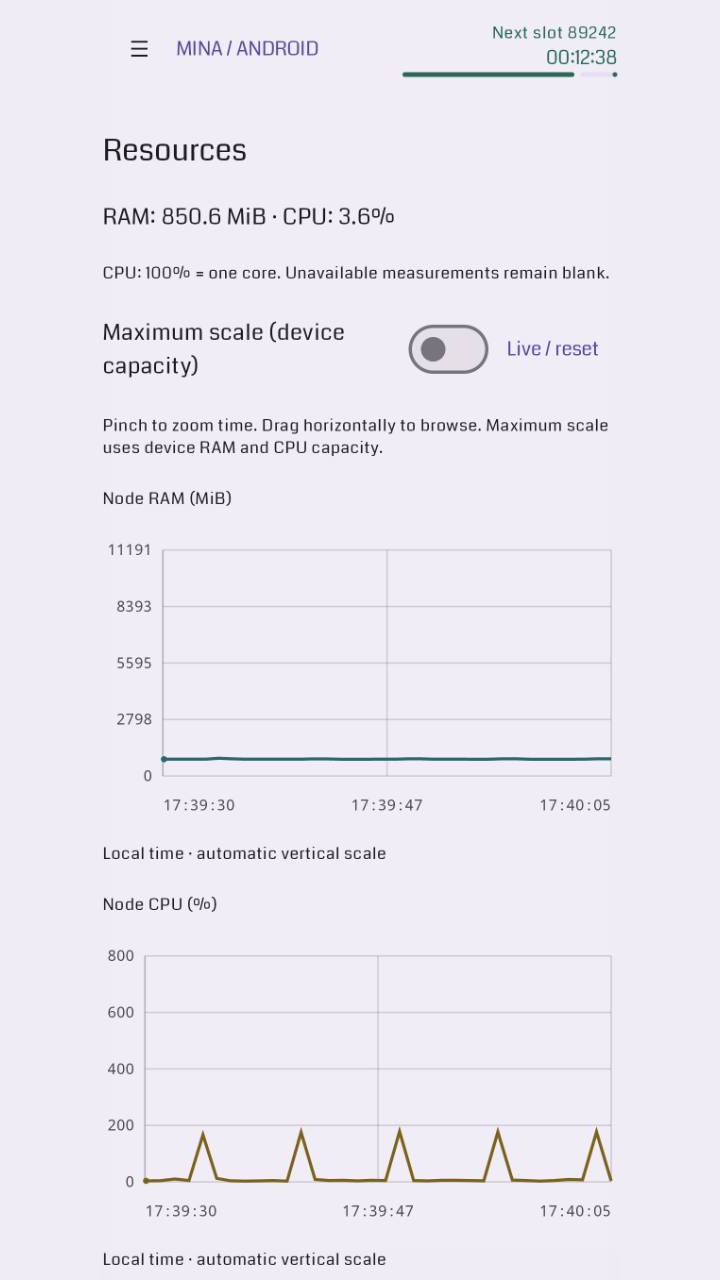 ☰ MINA / ANDROID
Next slot 89242
00:12:38
Resources
RAM: 850.6 MiB · CPU: 3.6%
CPU: 100% = one core. Unavailable measurements remain blank.
Maximum scale (device
capacity)
Live / reset
Pinch to zoom time. Drag horizontally to browse. Maximum scale
uses device RAM and CPU capacity.
Node RAM (MiB)
11191
8393
5595
2798
0
17:39:30 17:39:47 17:40:05
Local time · automatic vertical scale
Node CPU (%)
800
600
400
200
0
17:39:30 17:39:47 17:40:05
Local time · automatic vertical scale